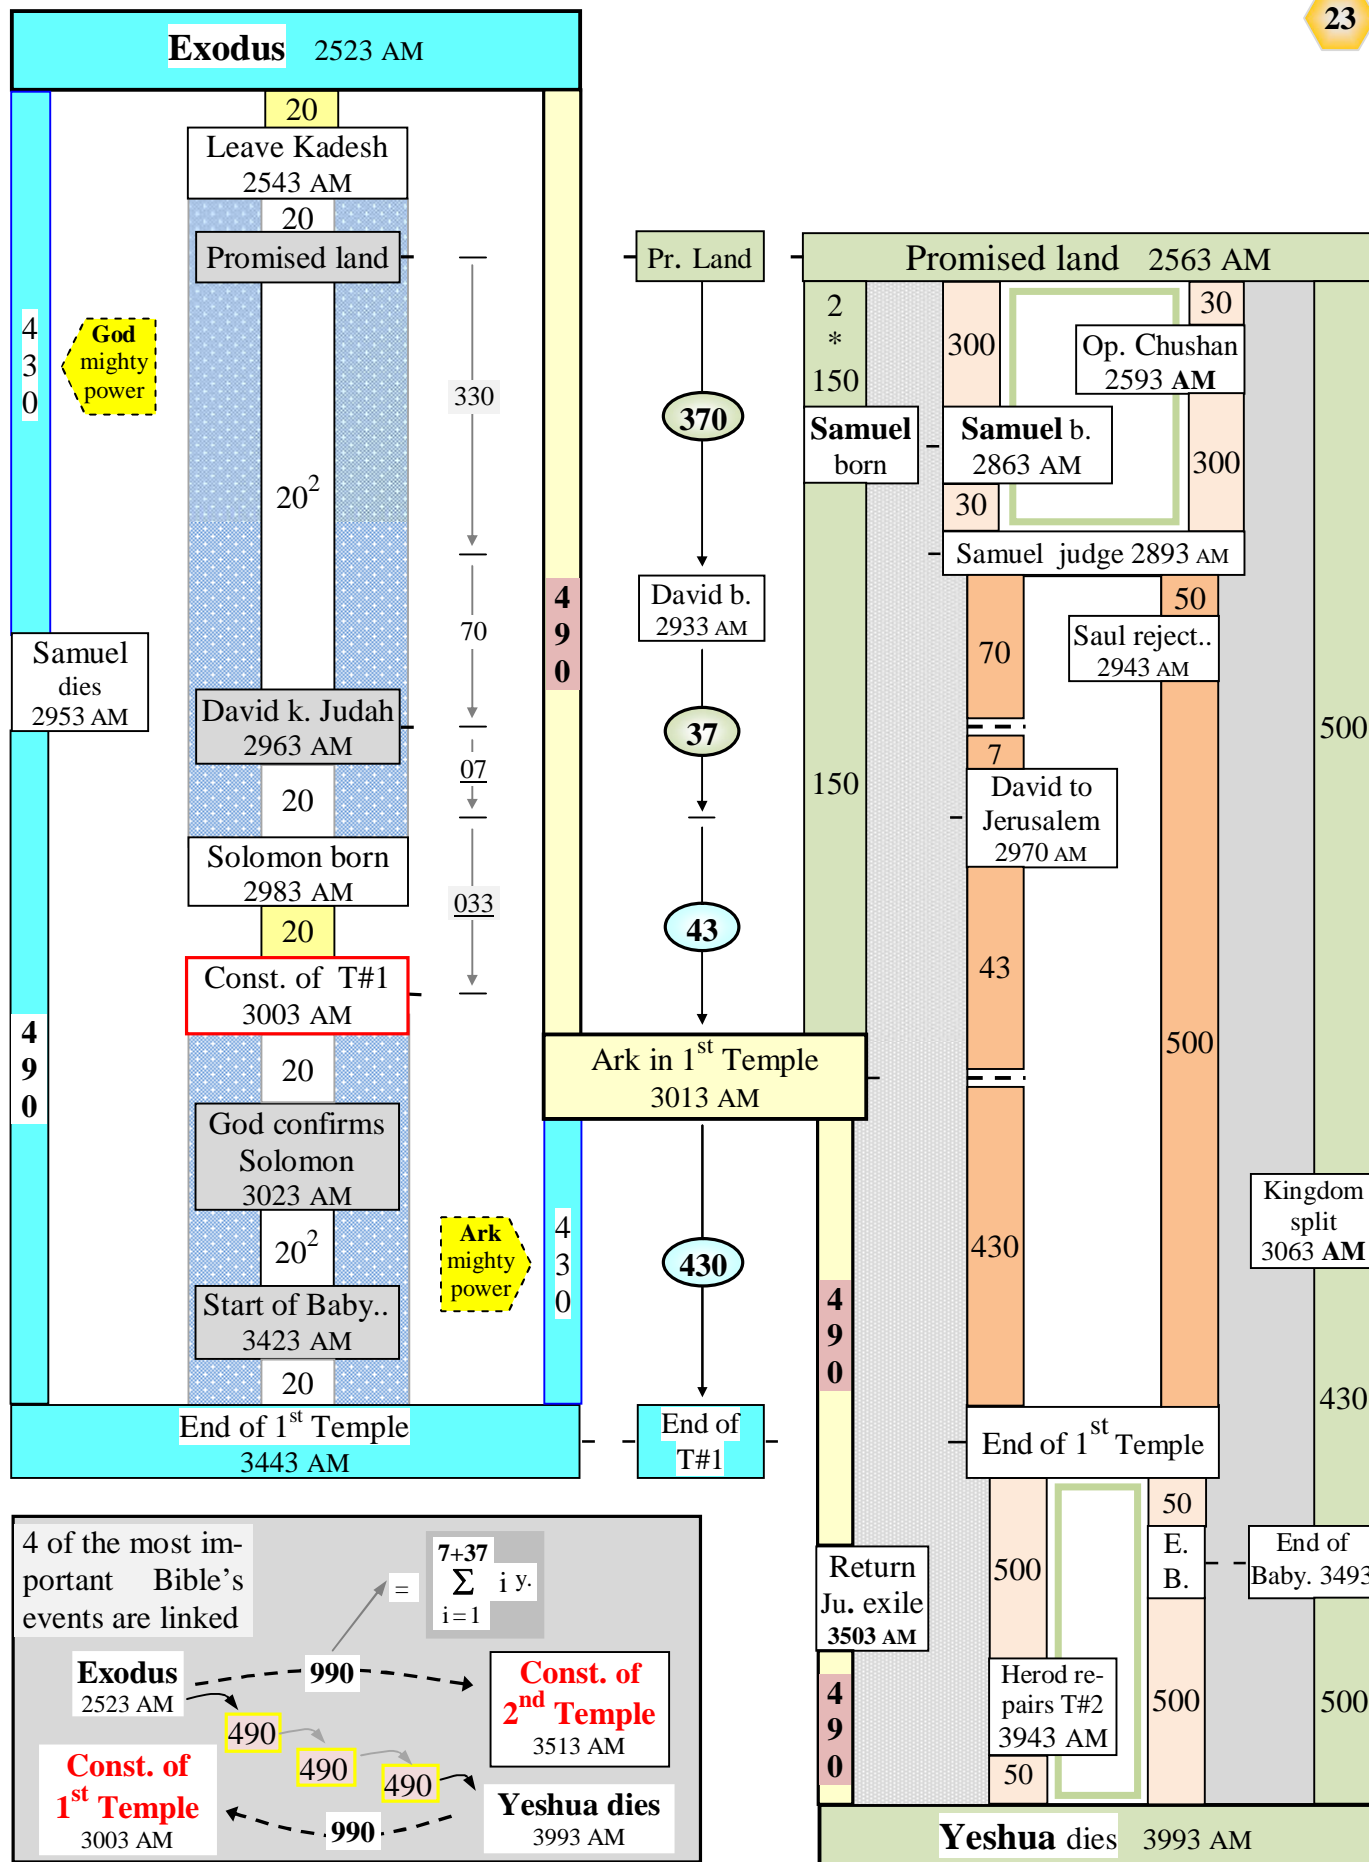 23
Exodus 2523 AM
20
Leave Kadesh
2543 AM
20
Promised land
4
3
0
God
mighty
power
20²
David k. Judah
2963 AM
20
Solomon born
2983 AM
20
Const. of T#1
3003 AM
20
God confirms
Solomon
3023 AM
20²
Start of Baby..
3423 AM
20
Samuel
dies
2953 AM
4
9
0
330
70
07
033
4
9
0
Ark
mighty
power
4
3
0
End of 1st Temple
3443 AM
Pr. Land
370
David b.
2933 AM
37
43
Ark in 1st Temple
3013 AM
430
End of
T#1
Promised land 2563 AM
2
*
150
Samuel
born
150
300
Samuel b.
2863 AM
30
30
Op. Chushan
2593 AM
300
Samuel judge 2893 AM
70
7
David to
Jerusalem
2970 AM
43
430
50
Saul reject..
2943 AM
500
500
Kingdom
split
3063 AM
430
End of 1st Temple
4
9
0
Return
Ju. exile
3503 AM
4
9
0
500
Herod re-
pairs T#2
3943 AM
50
50
E.
B.
500
End of
Baby. 3493
500
Yeshua dies 3993 AM
4 of the most im-
portant Bible's
events are linked
=
7+37
Σ i y.
i=1
Exodus
2523 AM
990
Const. of
2nd Temple
3513 AM
490
490
490
Const. of
1st Temple
3003 AM
990
Yeshua dies
3993 AM